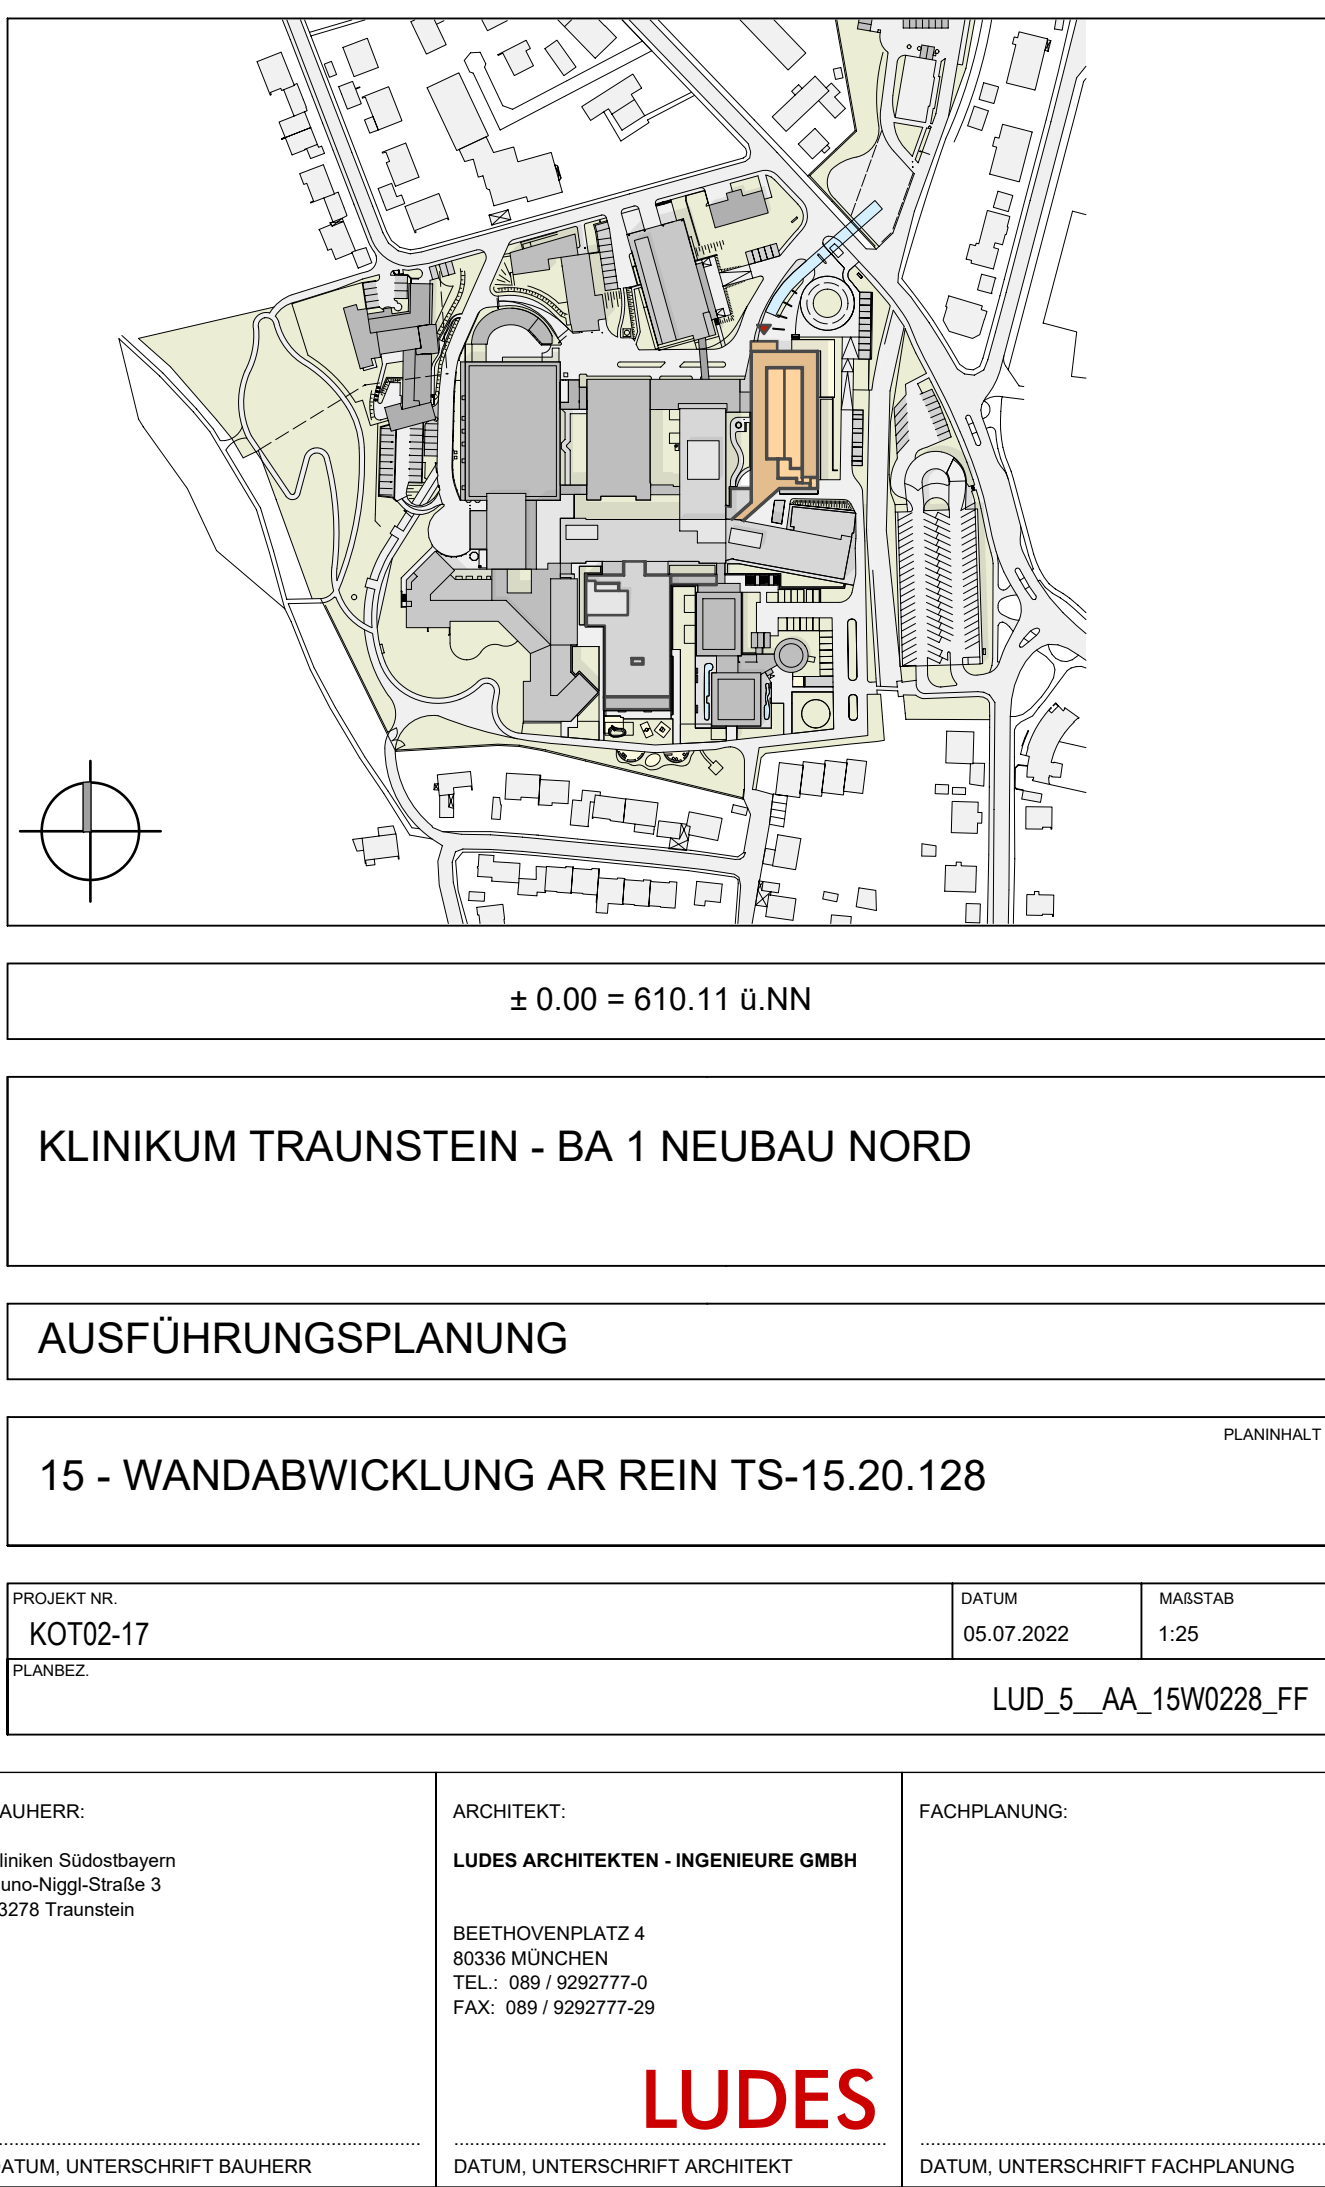 ± 0.00 = 610.11 ü.NN
KLINIKUM TRAUNSTEIN - BA 1 NEUBAU NORD
AUSFÜHRUNGSPLANUNG
PLANINHALT
15 - WANDABWICKLUNG AR REIN TS-15.20.128
PROJEKT NR.
KOT02-17
DATUM
05.07.2022
MAßSTAB
1:25
PLANBEZ.
LUD_5__AA_15W0228_FF
AUHERR:
liniken Südostbayern
uno-Niggl-Straße 3
3278 Traunstein
DATUM, UNTERSCHRIFT BAUHERR
ARCHITEKT:
LUDES ARCHITEKTEN - INGENIEURE GMBH
BEETHOVENPLATZ 4
80336 MÜNCHEN
TEL.: 089 / 9292777-0
FAX: 089 / 9292777-29
LUDES
DATUM, UNTERSCHRIFT ARCHITEKT
FACHPLANUNG:
DATUM, UNTERSCHRIFT FACHPLANUNG